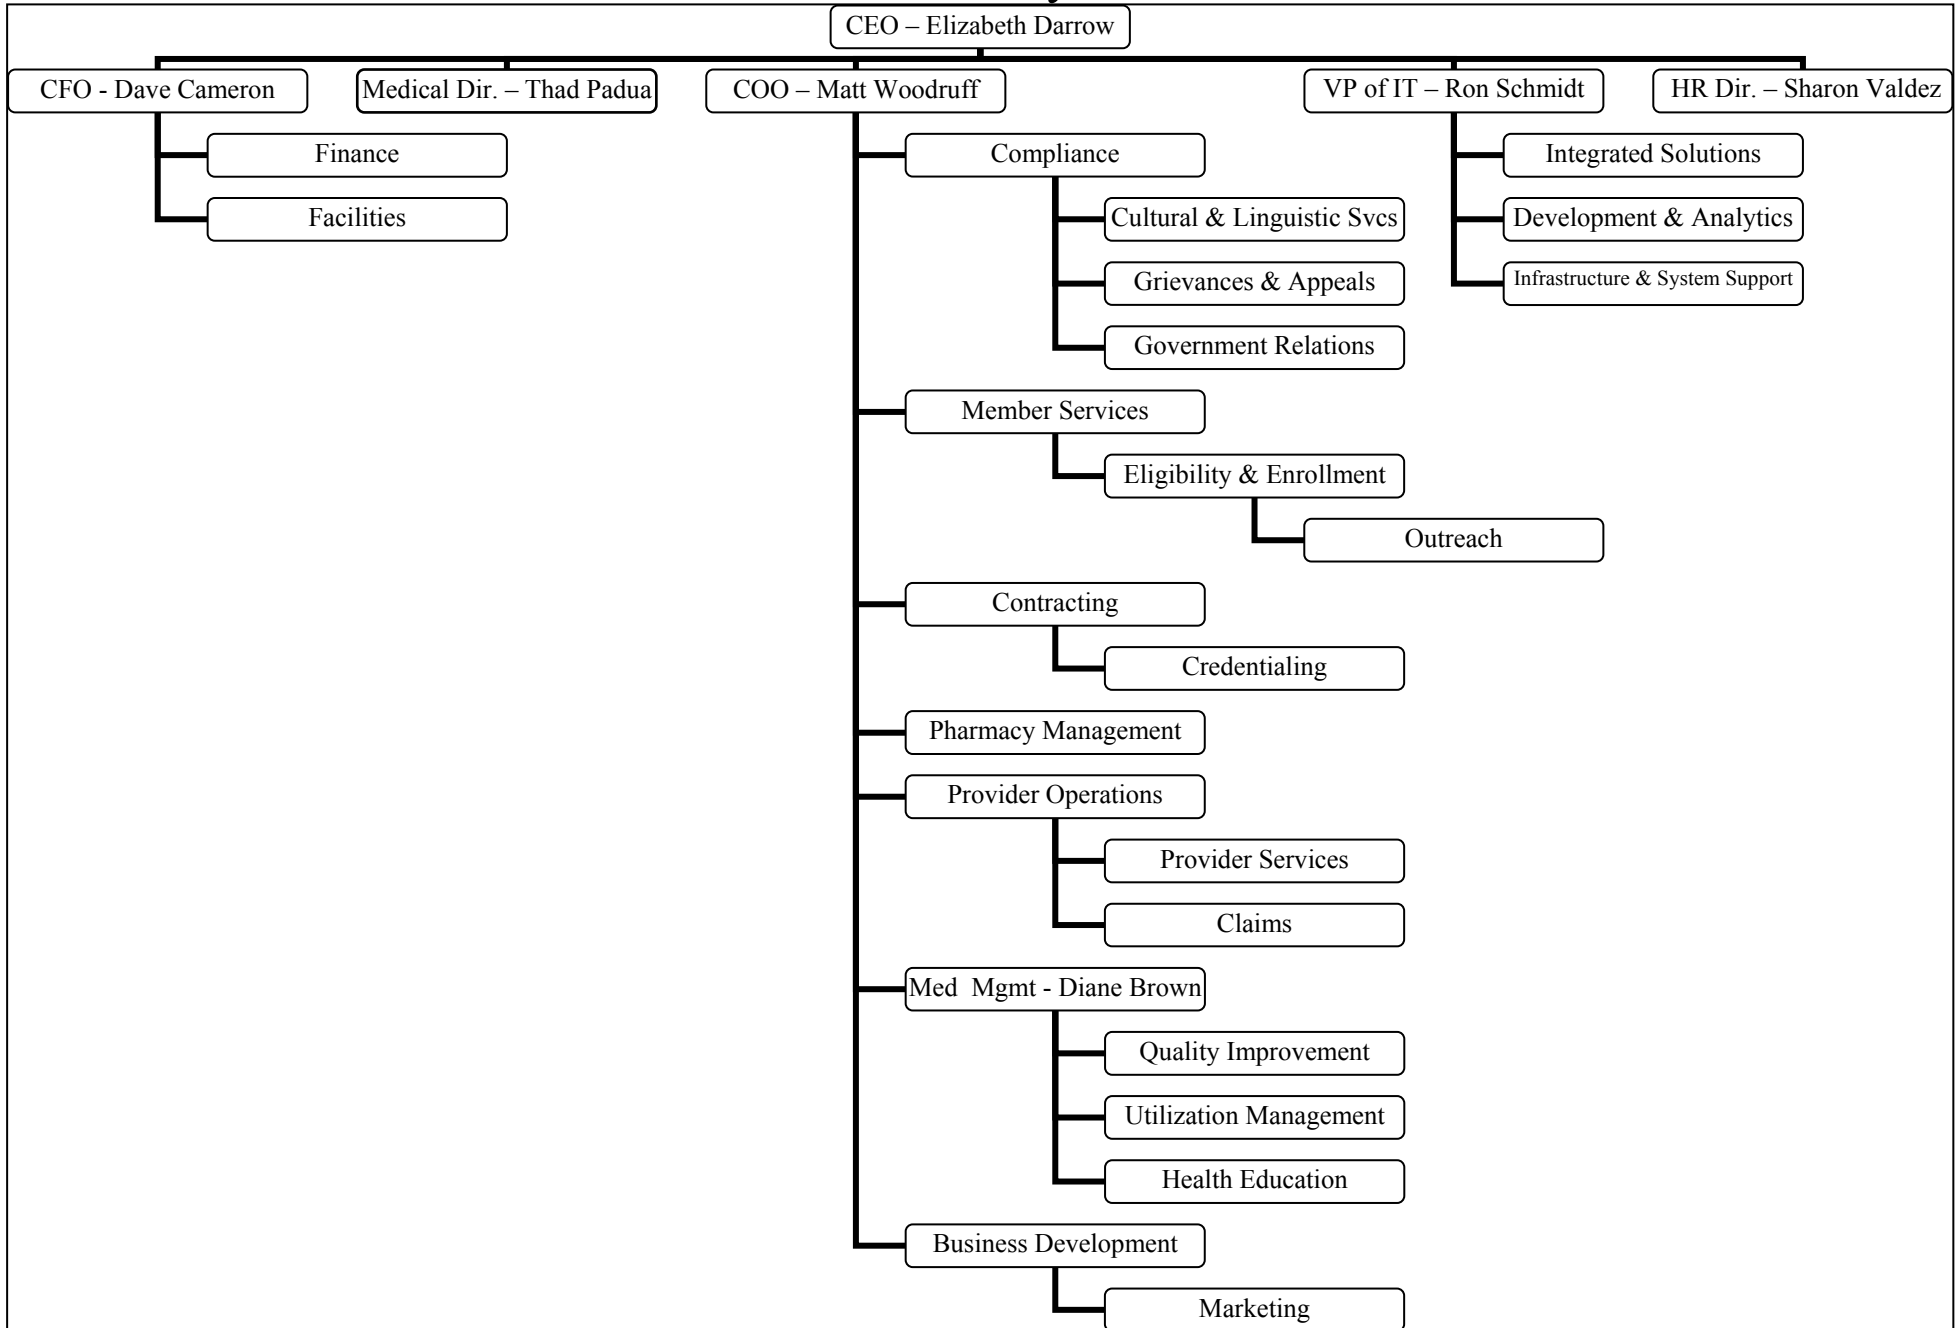 CEO – Elizabeth Darrow
CFO - Dave Cameron
Medical Dir. – Thad Padua
COO – Matt Woodruff
VP of IT – Ron Schmidt
HR Dir. – Sharon Valdez
Finance
Compliance
Integrated Solutions
Facilities
Cultural & Linguistic Svcs
Development & Analytics
Grievances & Appeals
Infrastructure & System Support
Government Relations
Member Services
Eligibility & Enrollment
Outreach
Contracting
Credentialing
Pharmacy Management
Provider Operations
Provider Services
Claims
Med  Mgmt - Diane Brown
Quality Improvement
Utilization Management
Health Education
Business Development
Marketing